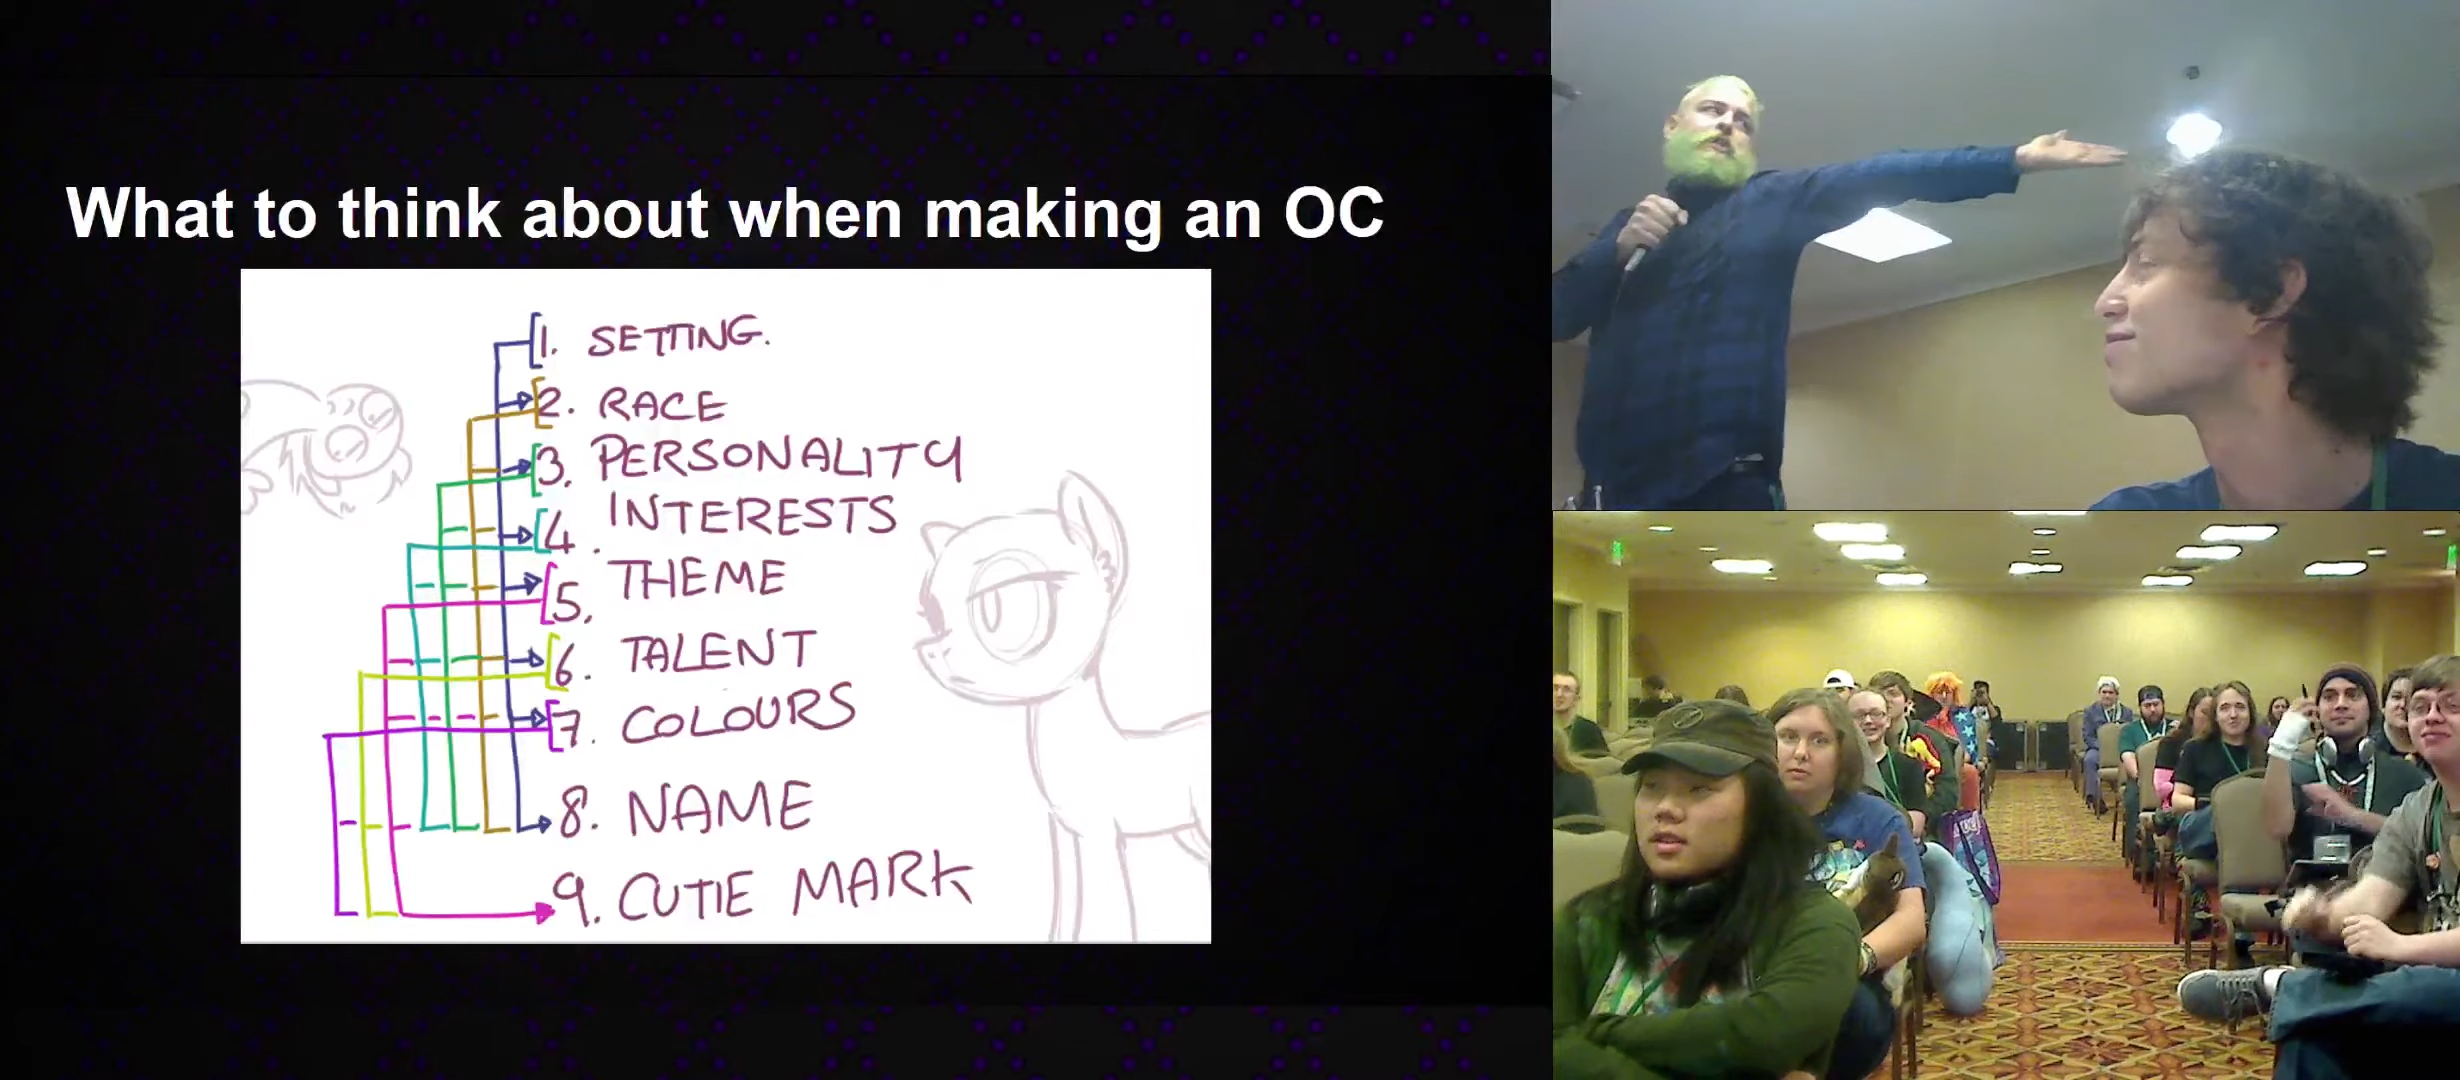 What to think about when making an OC
1. SETTING.
2. RACE
3. PERSONALITY
4. INTERESTS
5. THEME
6. TALENT
7. COLOURS
8. NAME
9. CUTIE MARK